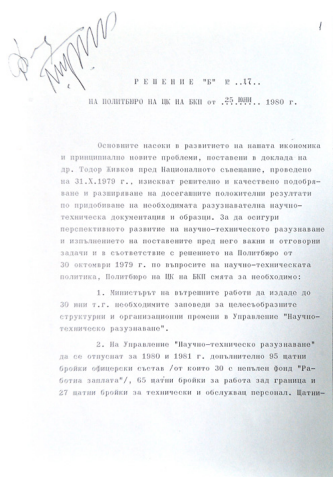 1
Р Е Ш Е Н И Е "Б" № ..17..
НА ПОЛИТБЮРО НА ЦК НА БКП от 25 юни 1980 г.
Основните насоки в развитието на нашата икономика
и принципиално новите проблеми, поставени в доклада на
др. Тодор Живков пред Националното съвещание, проведено
на 31.X.1979 г., изискват решително и качествено подобря-
ване и разширяване на досегашните положителни резултати
по придобиване на необходимата разузнавателна научно-
техническа документация и образци. За да осигури
перспективното развитие на научно-техническото разузнаване
и изпълнението на поставените пред него важни и отговорни
задачи и в съответствие с решението на Политбюро от
30 октомври 1979 г. по въпросите на научно-техническата
политика, Политбюро на ЦК на БКП смята за необходимо:
1. Министърът на вътрешните работи да издаде до
30 юни т.г. необходимите заповеди за целесъобразните
структурни и организационни промени в Управление "Научно-
техническо разузнаване".
2. На Управление "Научно-техническо разузнаване"
да се отпуснат за 1980 и 1981 г. допълнително 95 щатни
бройки офицерски състав /от които 30 с непълен фонд "Ра-
ботна заплата"/, 65 щатни бройки за работа зад граница и
27 щатни бройки за технически и обслужващ персонал. Щатни-